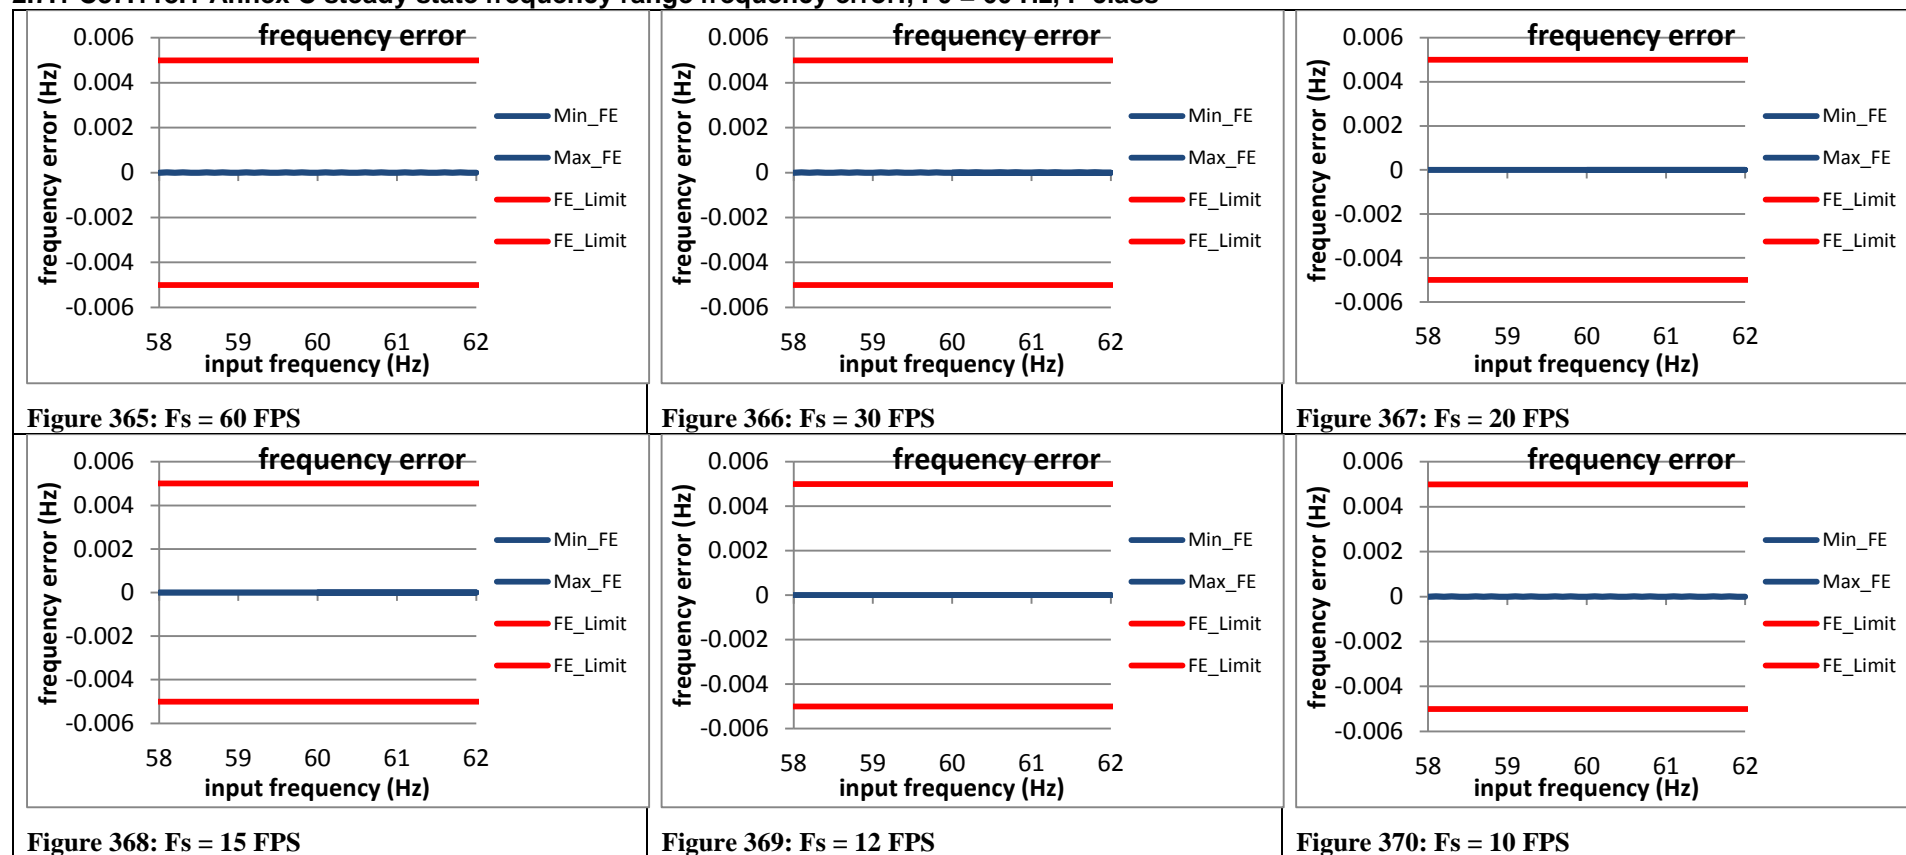 frequency error
0.006
0.004
0.002
0
-0.002
-0.004
-0.006
frequency error (Hz)
58 59 60 61 62
input frequency (Hz)
Min_FE
Max_FE
FE_Limit
FE_Limit
Figure 365: Fs = 60 FPS
frequency error
0.006
0.004
0.002
0
-0.002
-0.004
-0.006
frequency error (Hz)
58 59 60 61 62
input frequency (Hz)
Min_FE
Max_FE
FE_Limit
FE_Limit
Figure 366: Fs = 30 FPS
frequency error
0.006
0.004
0.002
0
-0.002
-0.004
-0.006
frequency error (Hz)
58 59 60 61 62
input frequency (Hz)
Min_FE
Max_FE
FE_Limit
FE_Limit
Figure 367: Fs = 20 FPS
frequency error
0.006
0.004
0.002
0
-0.002
-0.004
-0.006
frequency error (Hz)
58 59 60 61 62
input frequency (Hz)
Min_FE
Max_FE
FE_Limit
FE_Limit
Figure 368: Fs = 15 FPS
frequency error
0.006
0.004
0.002
0
-0.002
-0.004
-0.006
frequency error (Hz)
58 59 60 61 62
input frequency (Hz)
Min_FE
Max_FE
FE_Limit
FE_Limit
Figure 369: Fs = 12 FPS
frequency error
0.006
0.004
0.002
0
-0.002
-0.004
-0.006
frequency error (Hz)
58 59 60 61 62
input frequency (Hz)
Min_FE
Max_FE
FE_Limit
FE_Limit
Figure 370: Fs = 10 FPS